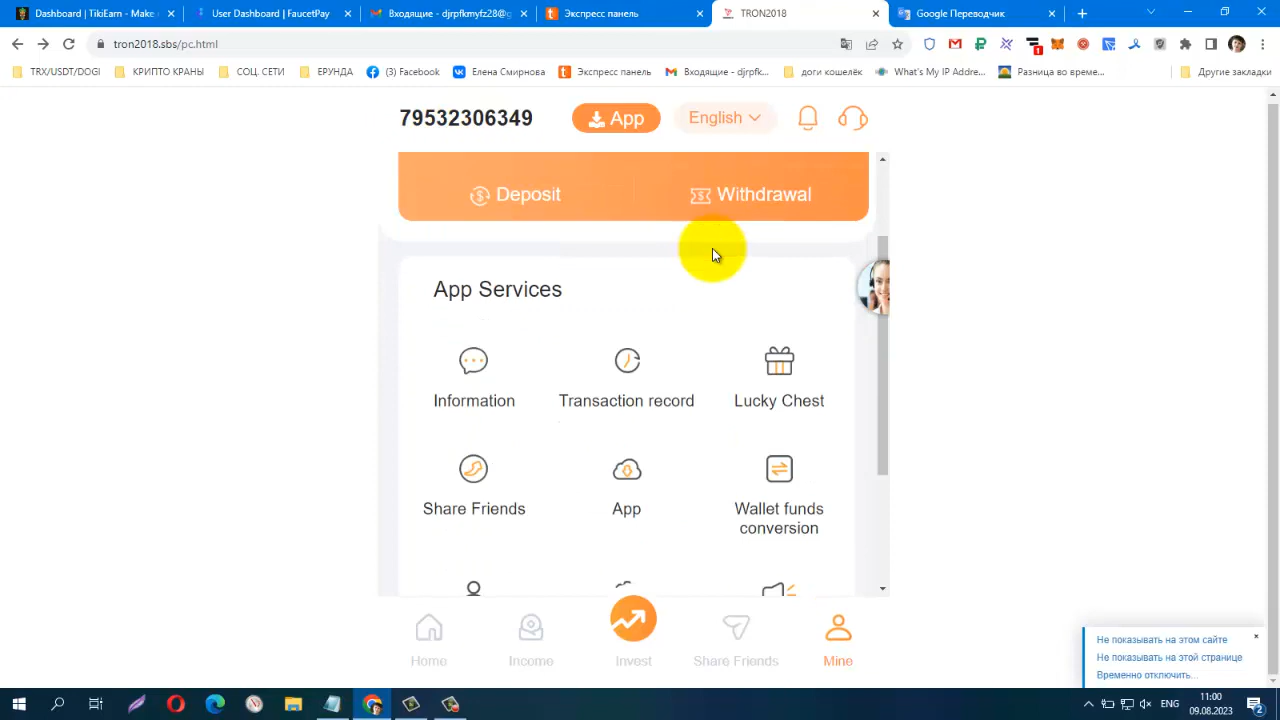 Dashboard | TikiEarn - Make
User Dashboard | FaucetPay
Входящие - djrpfkmyfz28@g
Экспресс панель
TRON2018
Google Переводчик
tron2018.sbs/pc.html
1
TRX/USDT/DOGI
КРИПТО КРАНЫ
СОЦ. СЕТИ
ЕРУНДА
(3) Facebook
Елена Смирнова
Экспресс панель
Входящие - djrpfk...
доги кошелёк
What's My IP Addre...
Разница во време...
Другие закладки
79532306349
App
English
Deposit
Withdrawal
App Services
Information
Transaction record
Lucky Chest
Share Friends
App
Wallet funds
conversion
Home
Income
Invest
Share Friends
Mine
Не показывать на этом сайте
Не показывать на этой странице
Временно отключить...
ENG
11:00
09.08.2023
2